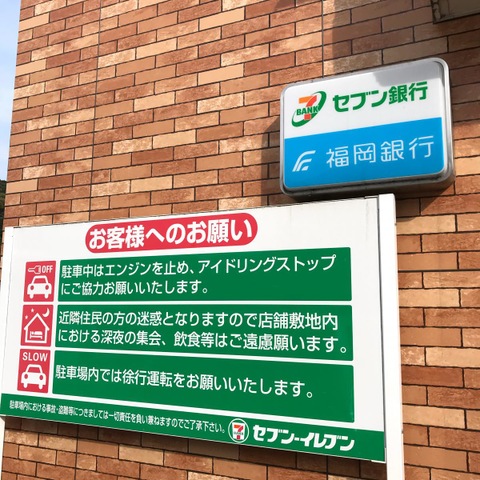 7
BANK
セブン銀行
福岡銀行
お客様へのお願い
OFF
駐車中はエンジンを止め、アイドリングストップ
にご協力お願いいたします。
近隣住民の方の迷惑となりますので店舗敷地内
における深夜の集会、飲食等はご遠慮願います。
SLOW
駐車場内では徐行運転をお願いいたします。
駐車場内における事故・盗難等につきましては一切責任を負い兼ねますのでご了承下さい。
セブン-イレブン